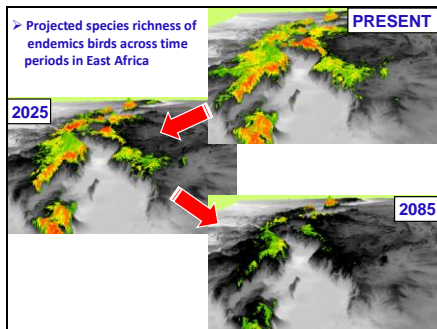 ➢ Projected species richness of
endemics birds across time
periods in East Africa
PRESENT
2025
2085